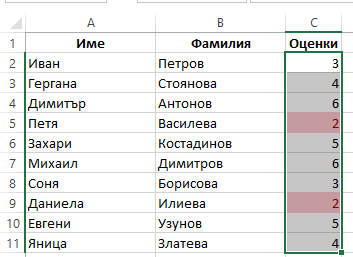 A B C
1 Име Фамилия Оценки
2 Иван Петров 3
3 Гергана Стоянова 4
4 Димитър Антонов 6
5 Петя Василева 2
6 Захари Костадинов 5
7 Михаил Димитров 6
8 Соня Борисова 3
9 Даниела Илиева 2
10 Евгени Узунов 5
11 Яница Златева 4